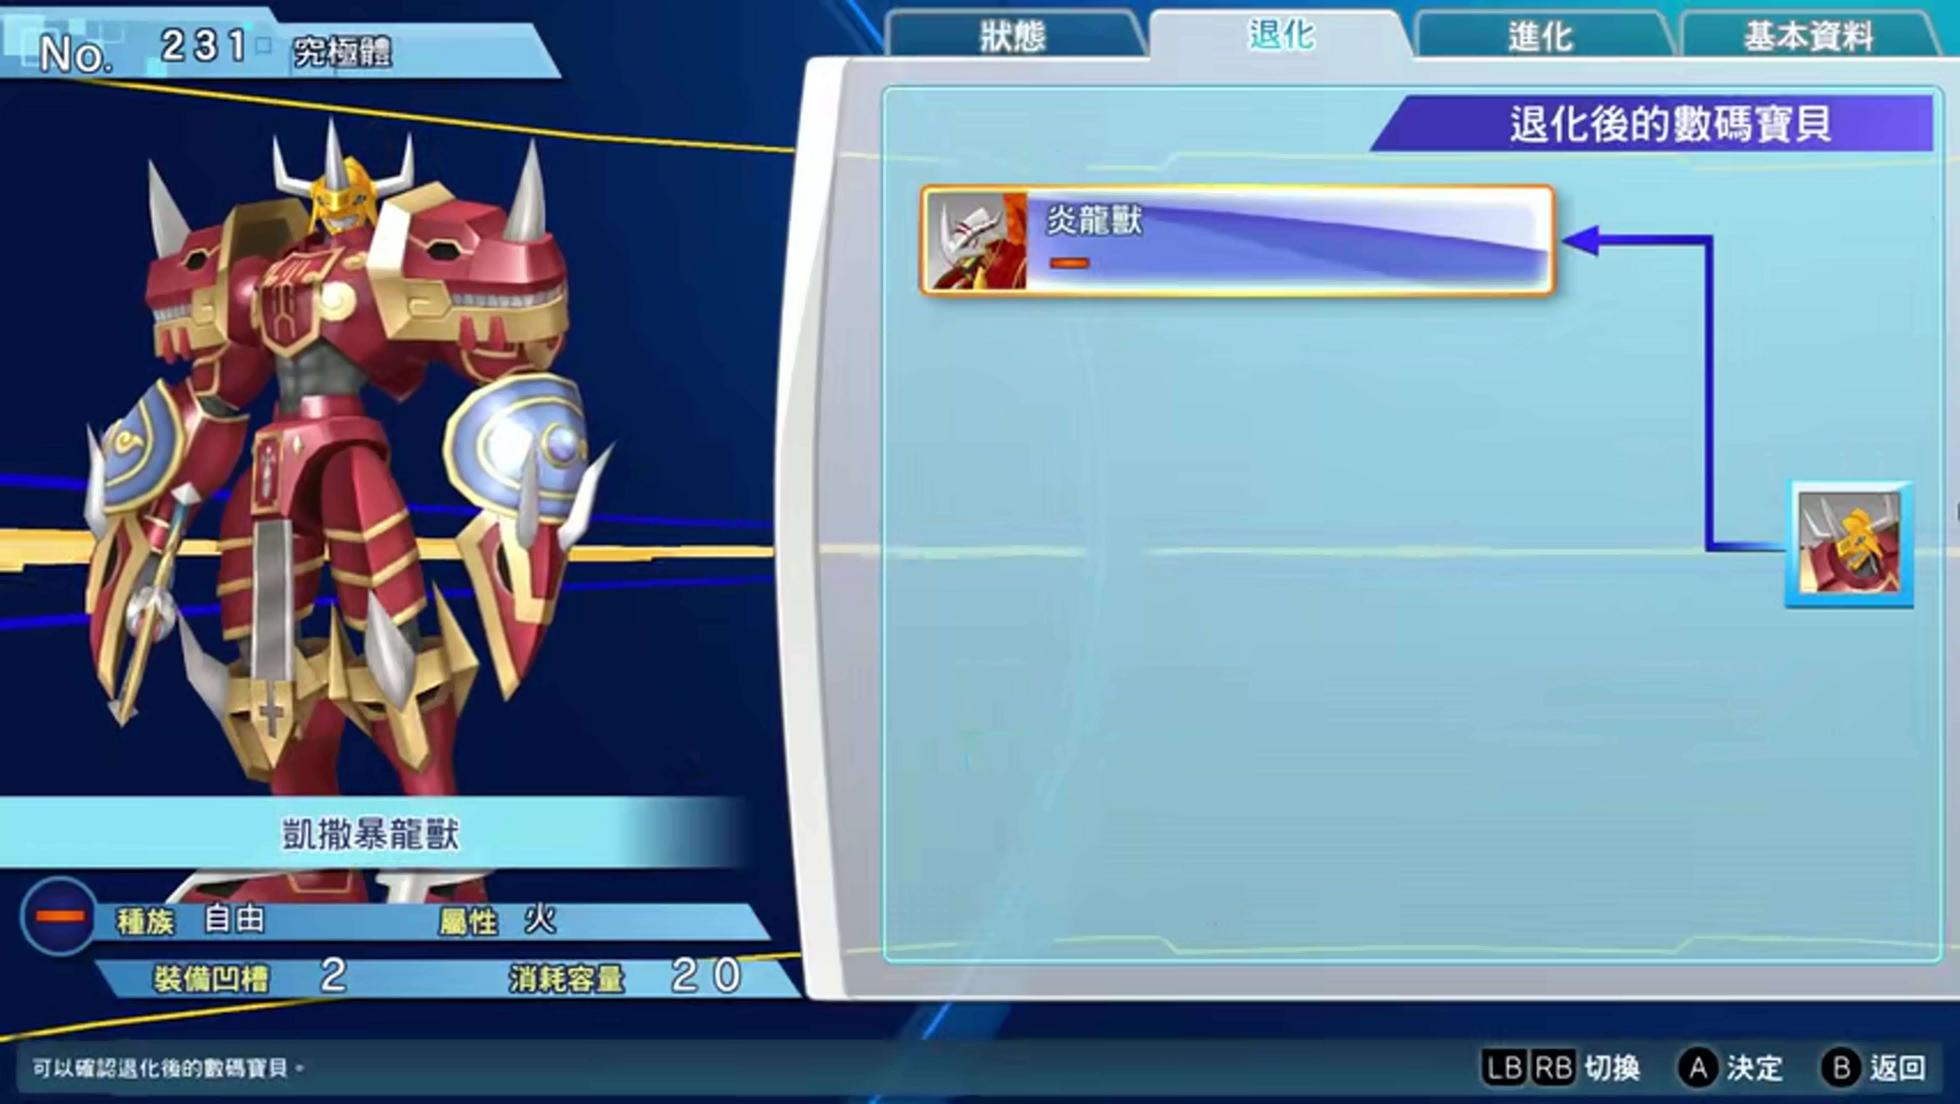 No. 231 究極體
狀態 退化 進化 基本資料
退化後的數碼寶貝
炎龍獸
凱撒暴龍獸
種族 自由 屬性 火
裝備凹槽 2 消耗容量 20
可以確認退化後的數碼寶貝。
LB RB 切換 A 決定 B 返回